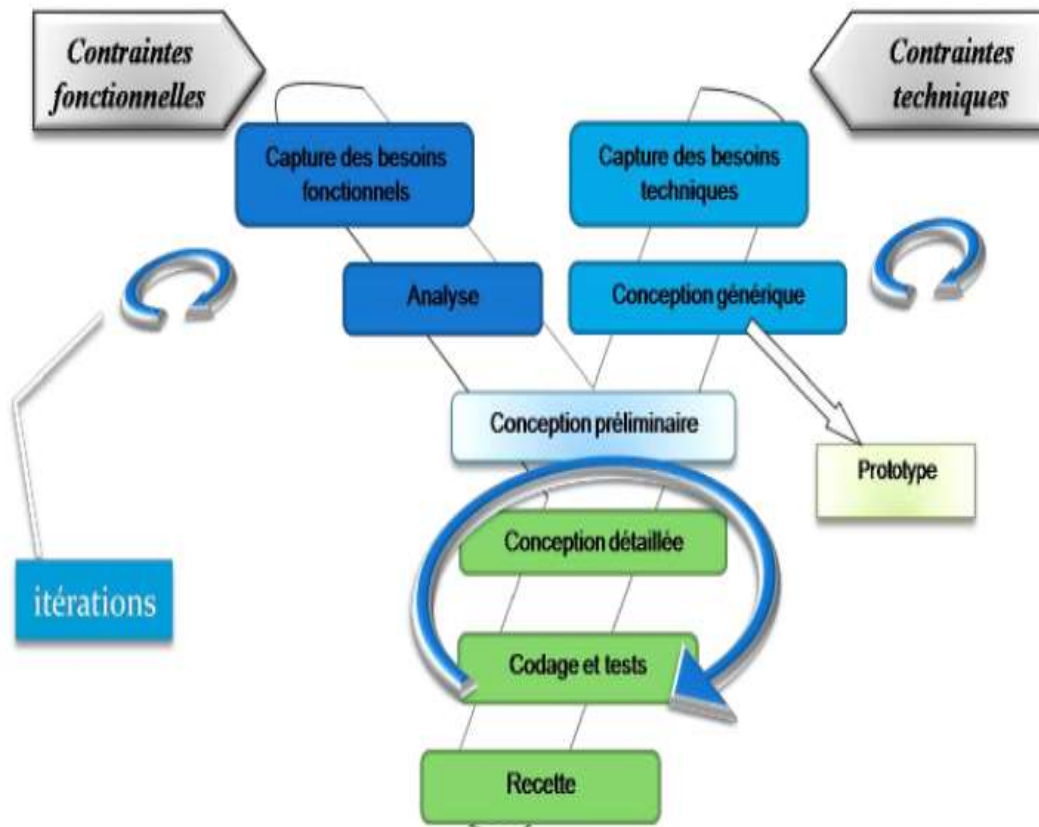 Contraintes
fonctionnelles
Contraintes
techniques
Capture des besoins
fonctionnels
Capture des besoins
techniques
Analyse
Conception générique
Conception préliminaire
Prototype
Conception détaillée
itérations
Codage et tests
Recette